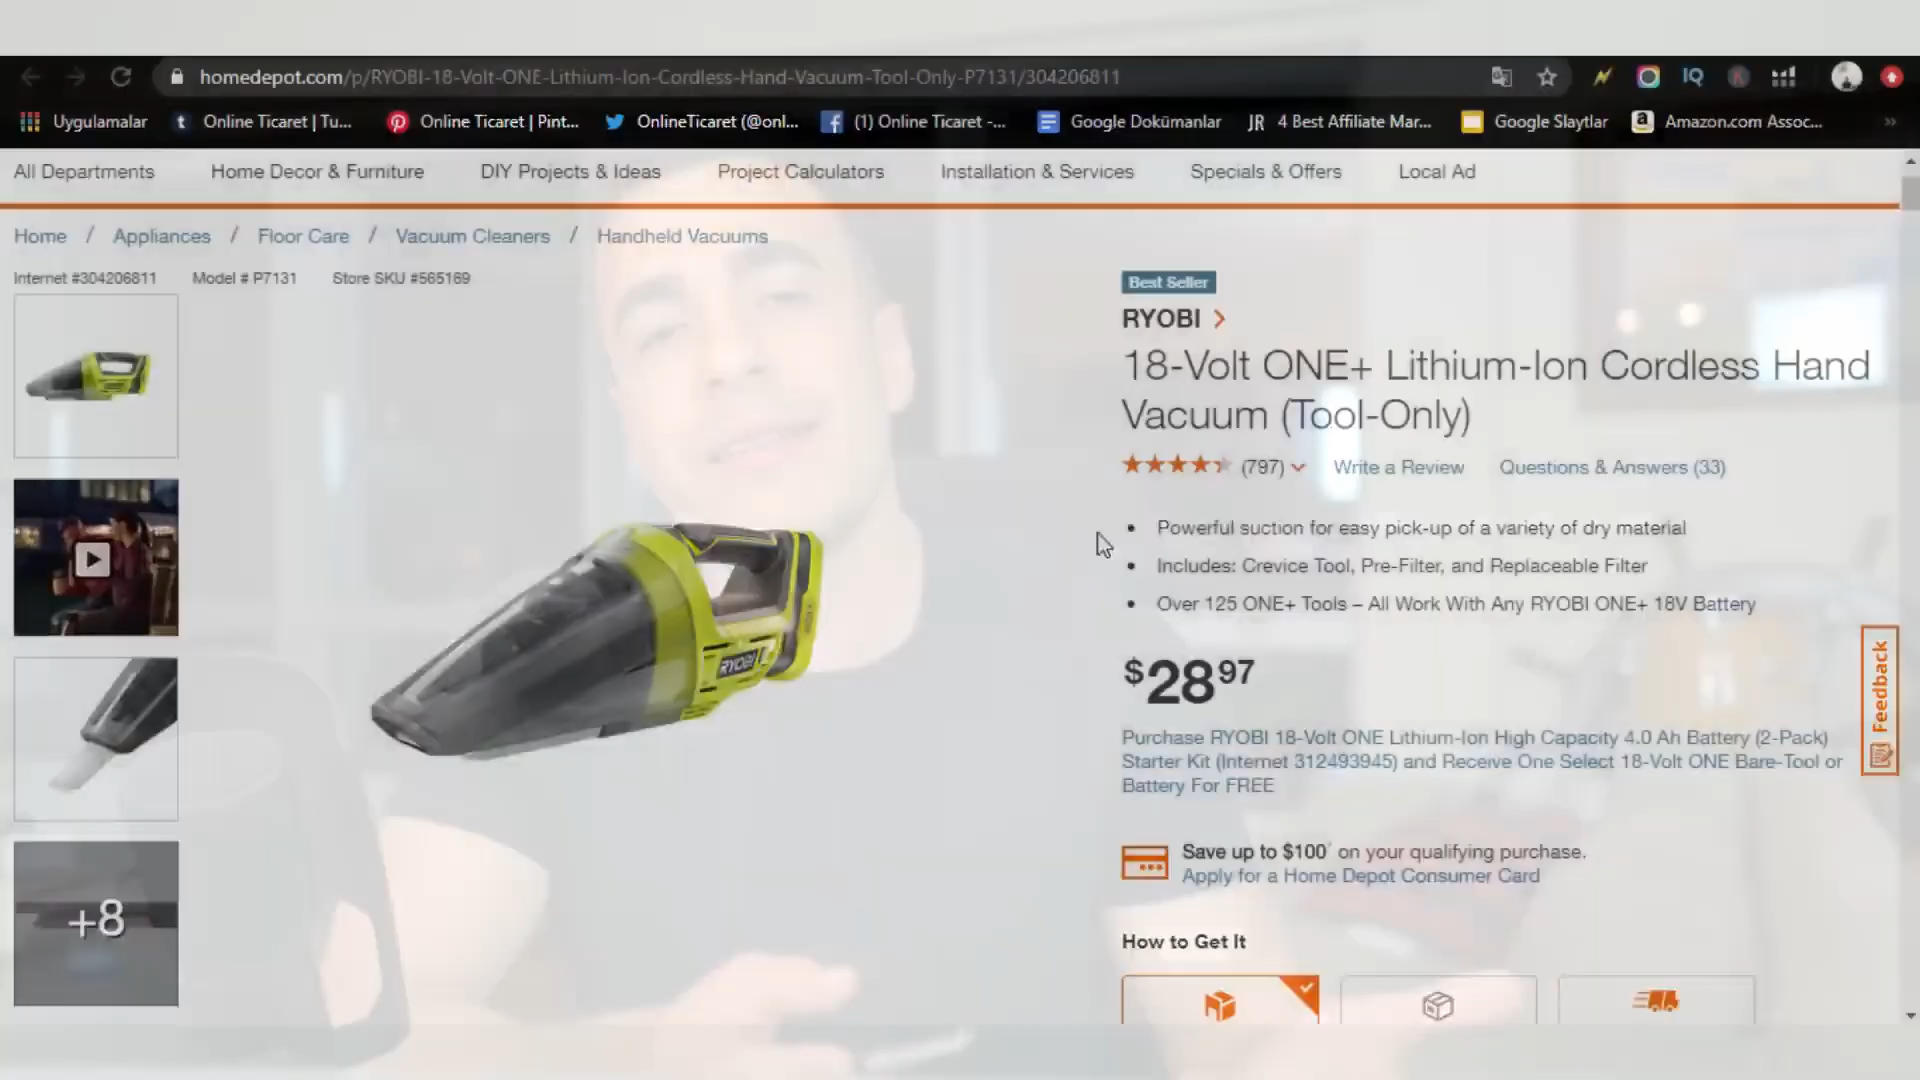 homedepot.com/p/RYOBI-18-Volt-ONE-Lithium-Ion-Cordless-Hand-Vacuum-Tool-Only-P7131/304206811
IQ
K
Uygulamalar
t Online Ticaret | Tu...
Online Ticaret | Pint...
OnlineTicaret (@onl...
(1) Online Ticaret -...
Google Dokümanlar
JR 4 Best Affiliate Mar...
Google Slaytlar
a Amazon.com Assoc...
»
All Departments
Home Decor & Furniture
DIY Projects & Ideas
Project Calculators
Installation & Services
Specials & Offers
Local Ad
Home / Appliances / Floor Care / Vacuum Cleaners / Handheld Vacuums
Internet #304206811 Model # P7131 Store SKU #565169
Best Seller
RYOBI
18-Volt ONE+ Lithium-Ion Cordless Hand
Vacuum (Tool-Only)
(797)
Write a Review
Questions & Answers (33)
• Powerful suction for easy pick-up of a variety of dry material
• Includes: Crevice Tool, Pre-Filter, and Replaceable Filter
• Over 125 ONE+ Tools – All Work With Any RYOBI ONE+ 18V Battery
RYOBI
$28 97
Feedback
Purchase RYOBI 18-Volt ONE Lithium-Ion High Capacity 4.0 Ah Battery (2-Pack)
Starter Kit (Internet 312493945) and Receive One Select 18-Volt ONE Bare-Tool or
Battery For FREE
Save up to $100* on your qualifying purchase.
Apply for a Home Depot Consumer Card
+8
How to Get It